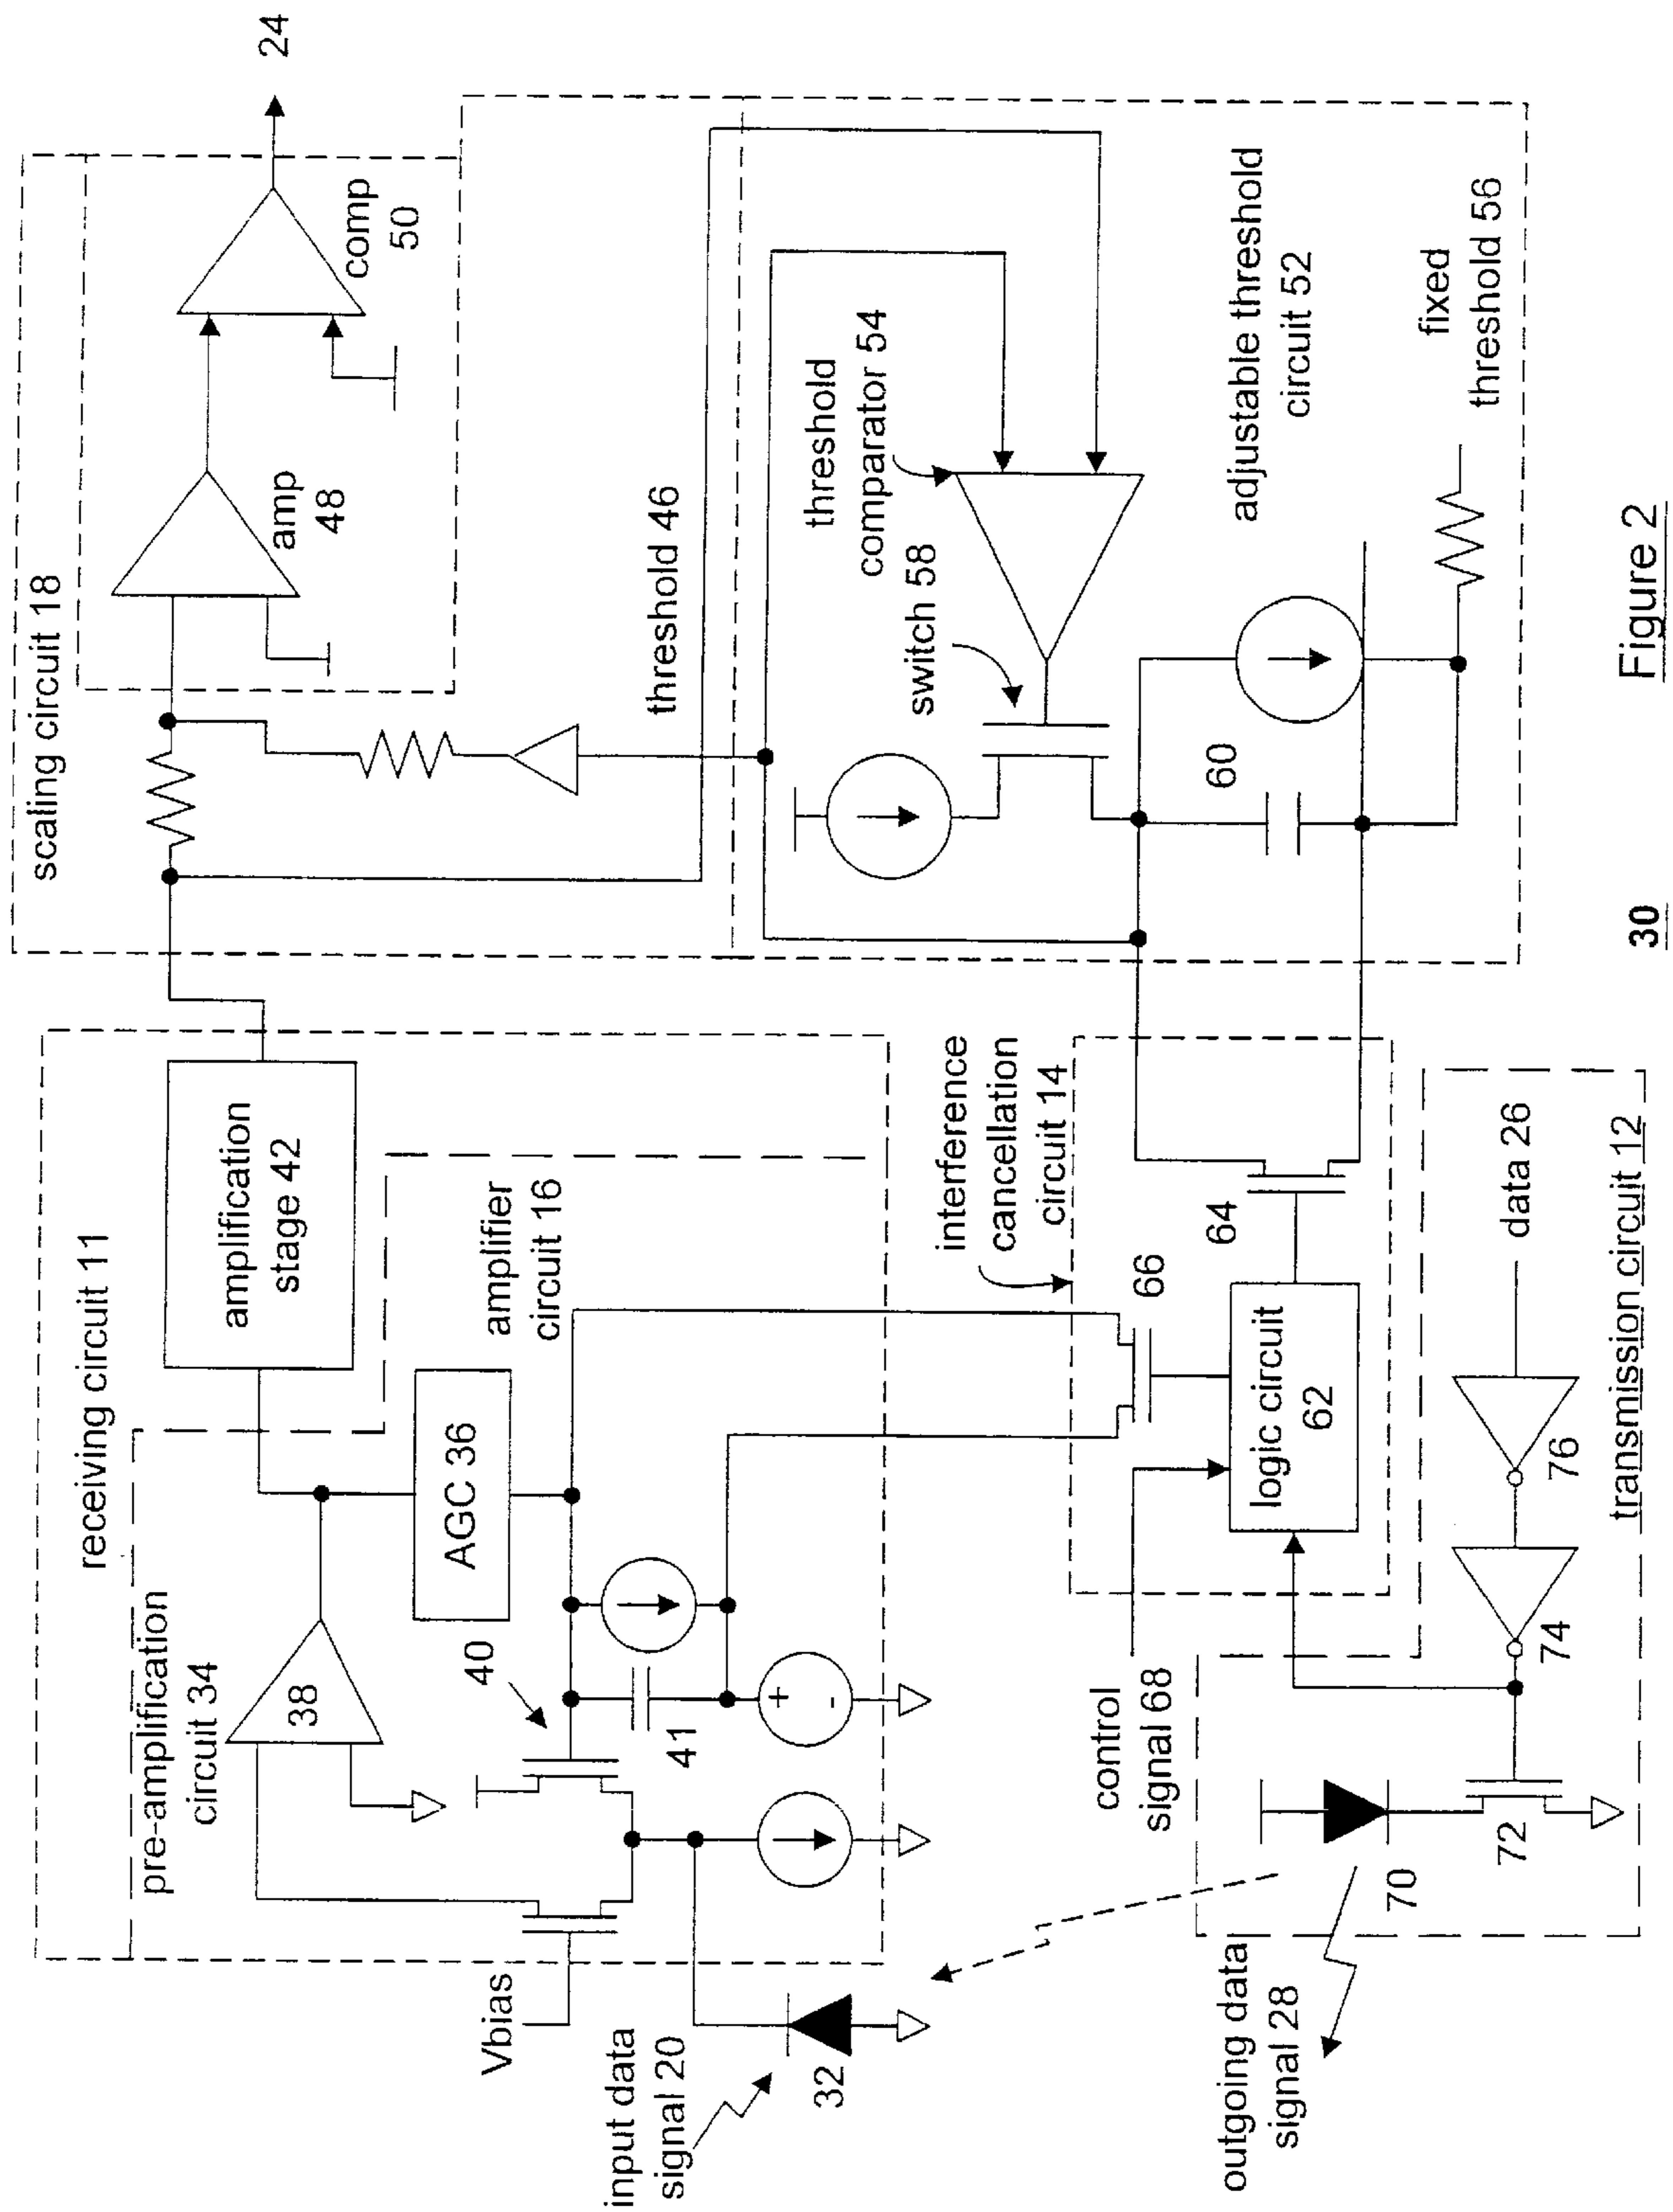 receiving circuit 11
pre-amplification
circuit 34
38
40
41
AGC 36
amplification
stage 42
amplifier
circuit 16
Vbias
input data
signal 20
32
scaling circuit 18
amp
48
comp
50
24
threshold 46
threshold
comparator 54
switch 58
60
adjustable threshold
circuit 52
fixed
threshold 56
interference
cancellation
circuit 14
66
64
logic circuit
62
control
signal 68
outgoing data
signal 28
70
72
74
76
data 26
transmission circuit 12
+
-
30
Figure 2